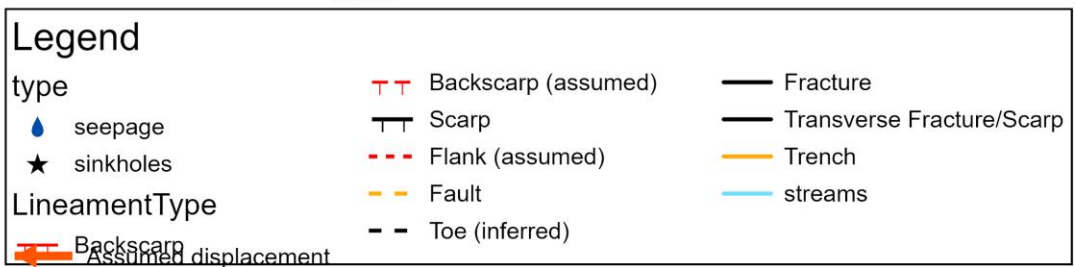 Legend
type
seepage
sinkholes
LineamentType
Backscarp
Assumed displacement
Backscarp (assumed)
Scarp
Flank (assumed)
Fault
Toe (inferred)
Fracture
Transverse Fracture/Scarp
Trench
streams